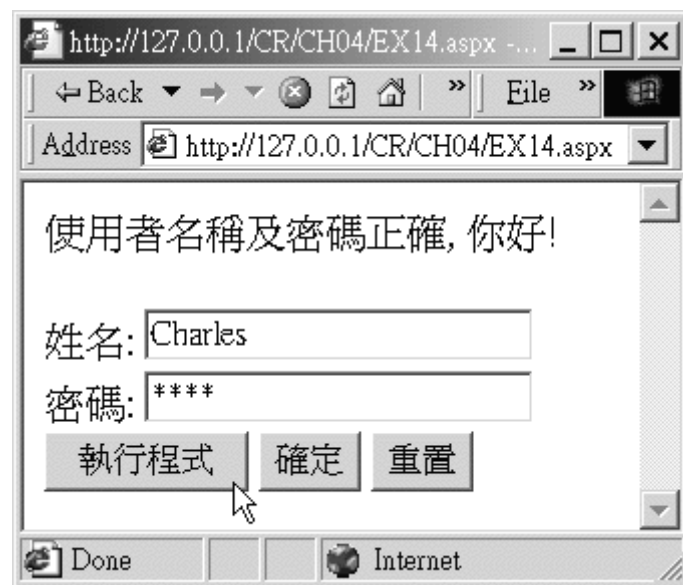 http://127.0.0.1/CR/CH04/EX14.aspx -...
Back » File »
Address http://127.0.0.1/CR/CH04/EX14.aspx
使用者名稱及密碼正確, 你好!
姓名: Charles
密碼: ****
執行程式 確定 重置
Done Internet